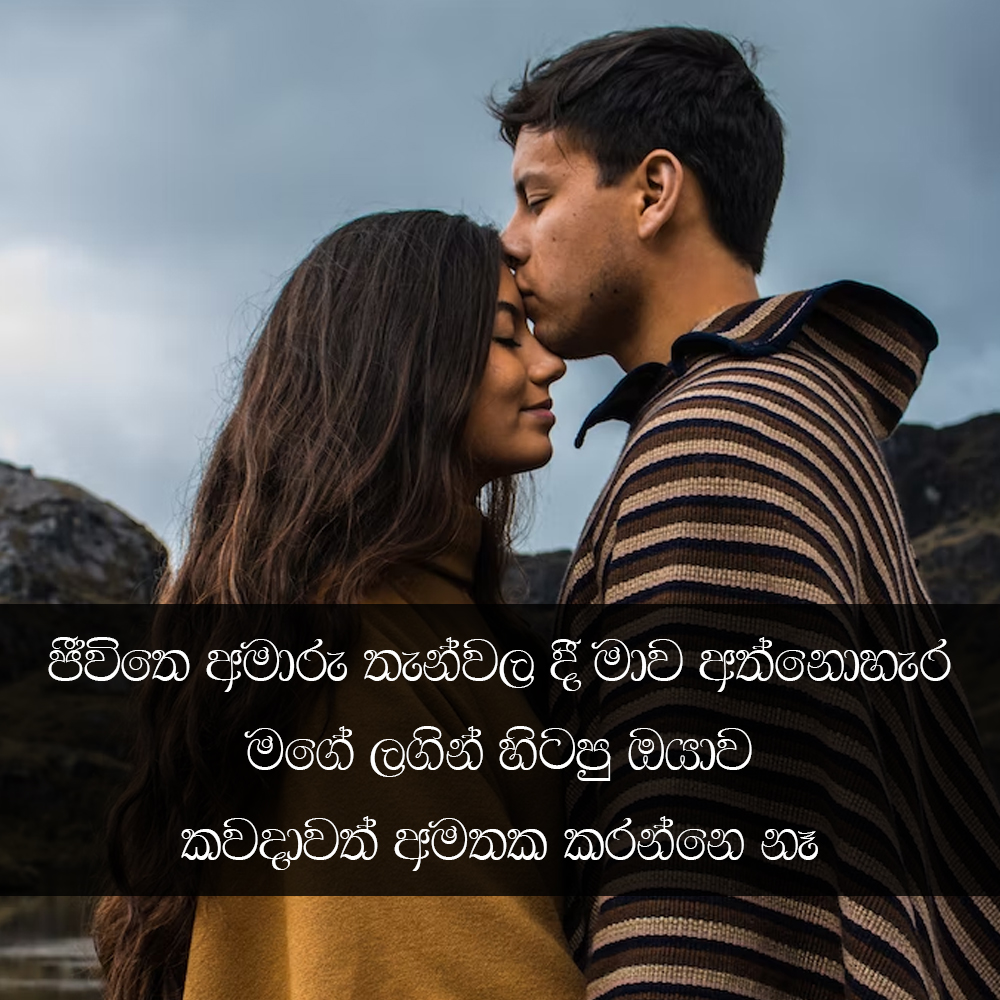 ජීවිතෙ අමාරු තැන්වල දී මාව අත්නොහැර
මගේ ලගින් හිටපු ඔයාව
කවදාවත් අමතක කරන්නෙ නෑ